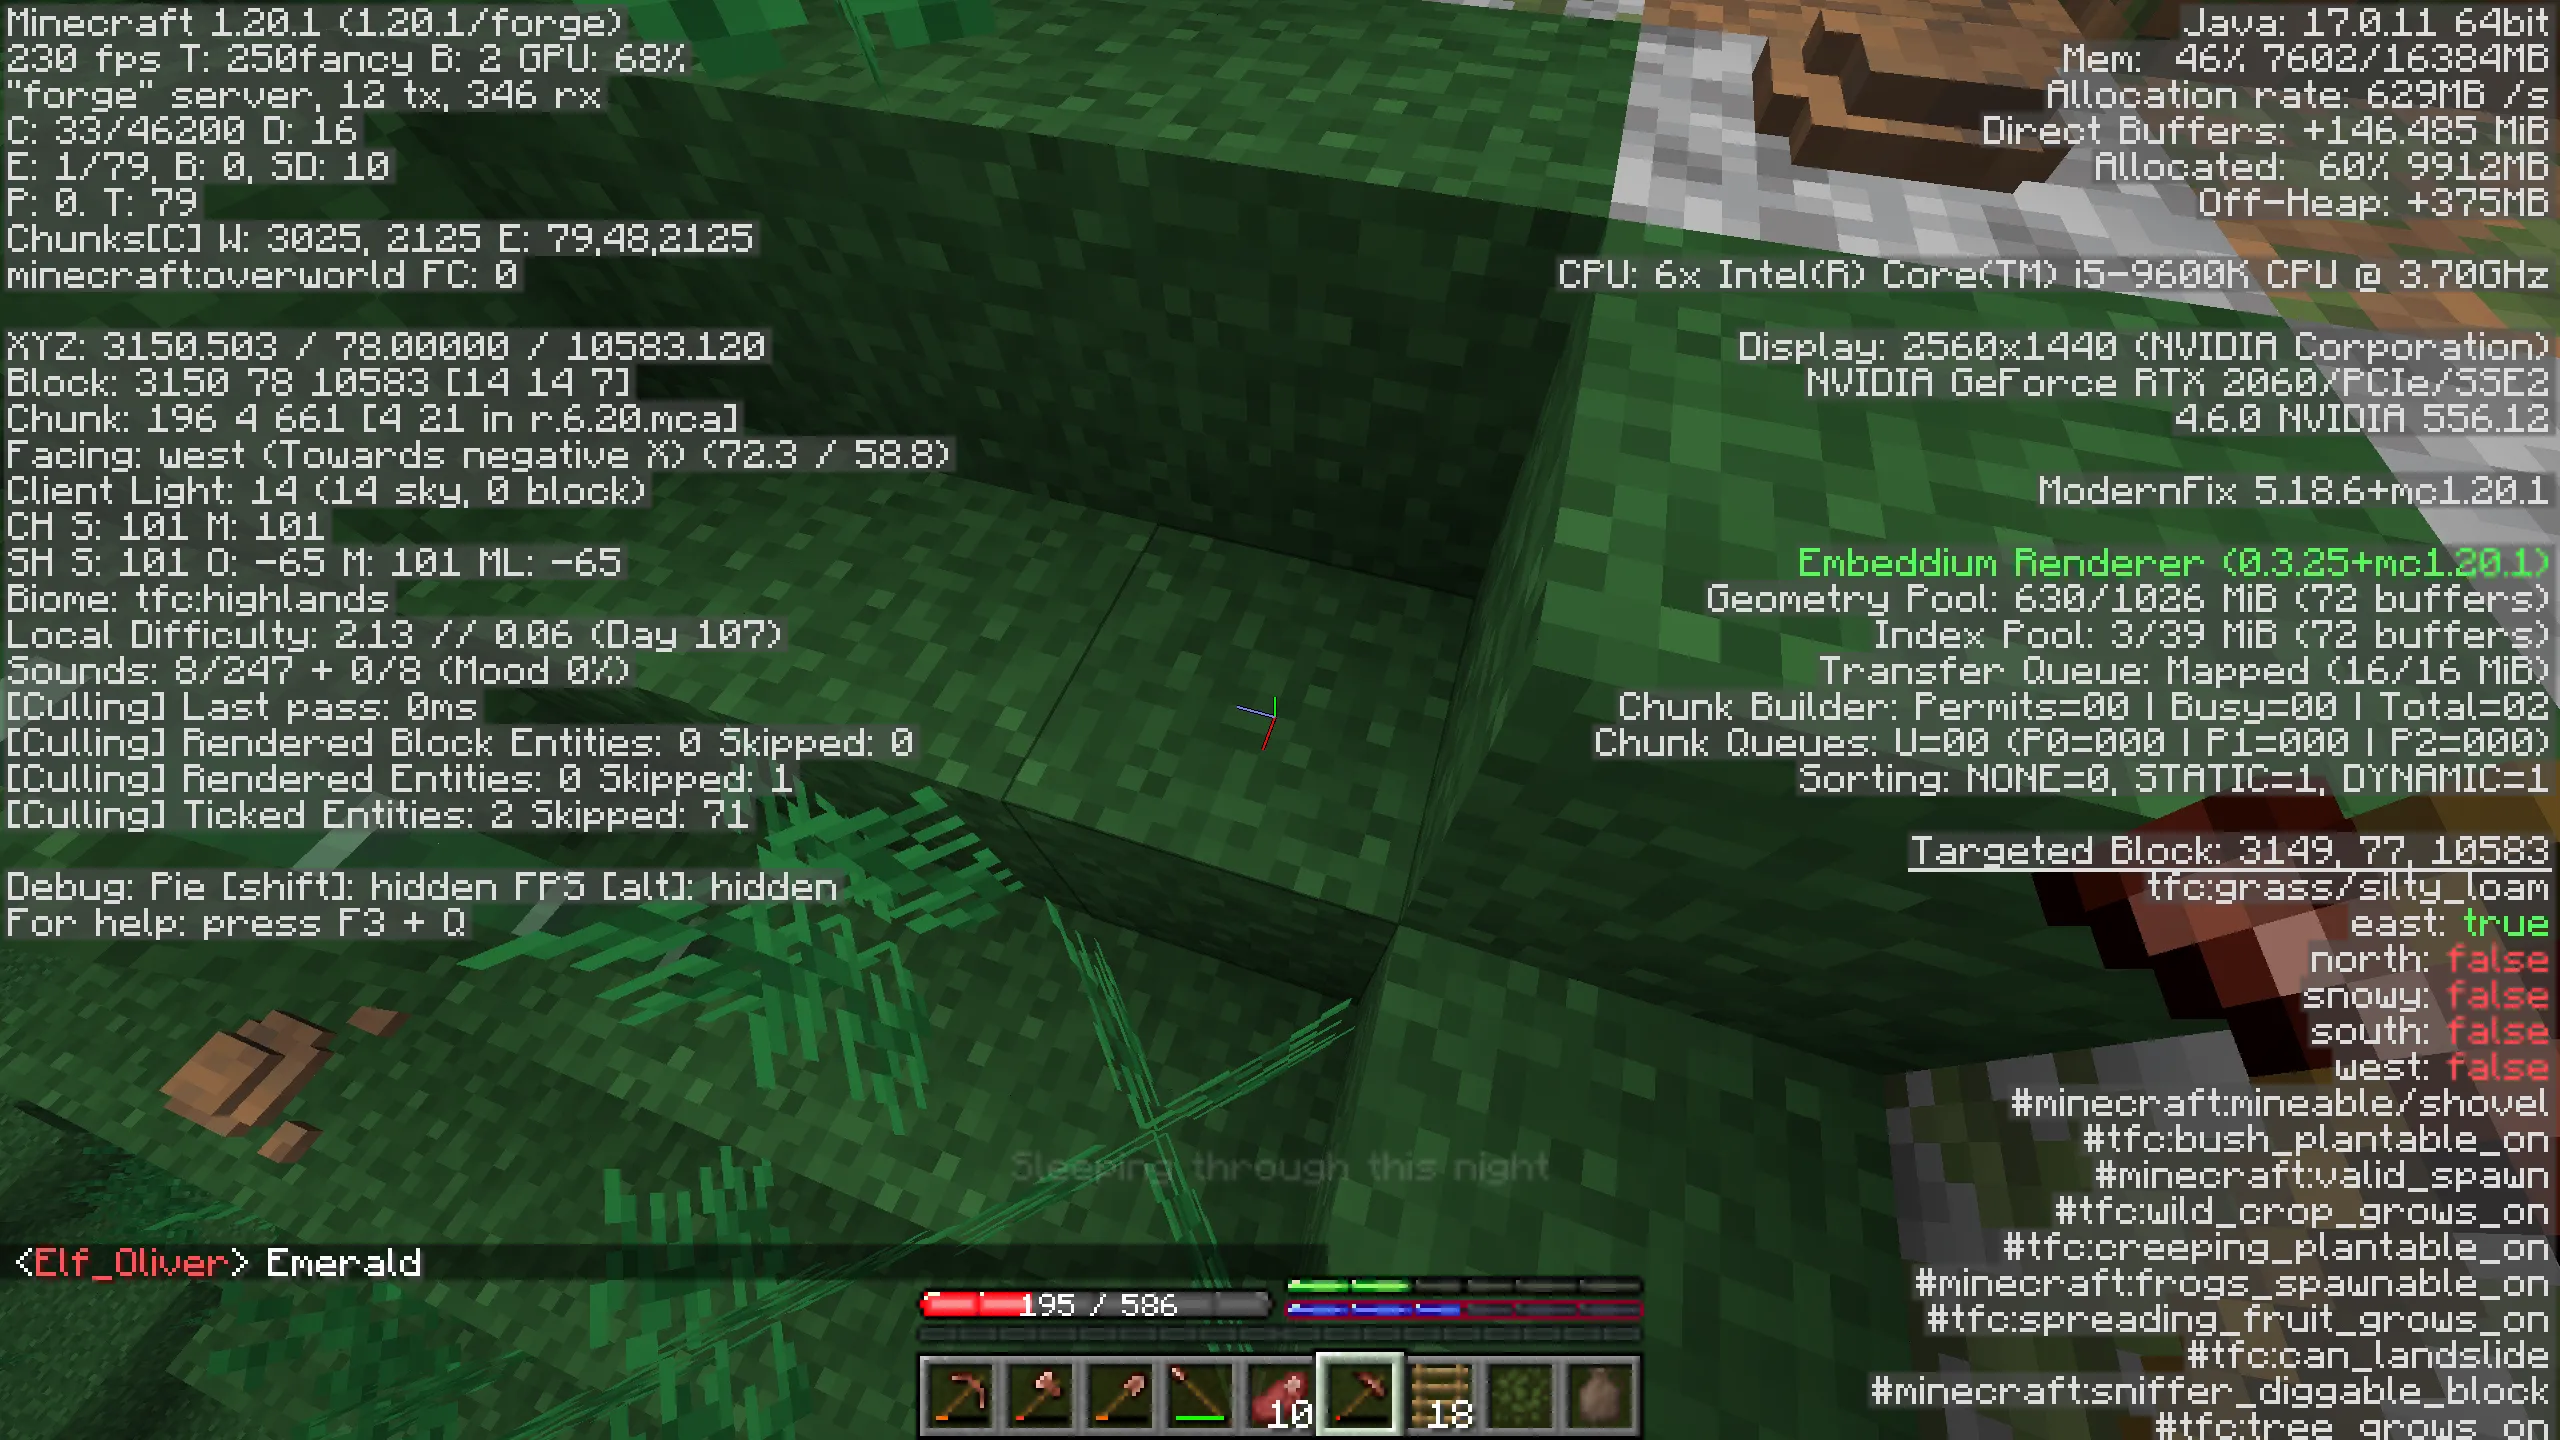 Minecraft 1.20.1 (1.20.1/forge)
230 fps T: 250fancy B: 2 GPU: 68%
"forge" server, 12 tx, 346 rx
C: 33/46200 D: 16
E: 1/79, B: 0, SD: 10
P: 0. T: 79
Chunks[C] W: 3025, 2125 E: 79,48,2125
minecraft:overworld FC: 0
XYZ: 3150.503 / 78.00000 / 10583.120
Block: 3150 78 10583 [14 14 7]
Chunk: 196 4 661 [4 21 in r.6.20.mca]
Facing: west (Towards negative X) (72.3 / 58.8)
Client Light: 14 (14 sky, 0 block)
CH S: 101 M: 101
SH S: 101 O: -65 M: 101 ML: -65
Biome: tfc:highlands
Local Difficulty: 2.13 // 0.06 (Day 107)
Sounds: 8/247 + 0/8 (Mood 0%)
[Culling] Last pass: 0ms
[Culling] Rendered Block Entities: 0 Skipped: 0
[Culling] Rendered Entities: 0 Skipped: 1
[Culling] Ticked Entities: 2 Skipped: 71
Debug: Pie [shift]: hidden FPS [alt]: hidden
For help: press F3 + Q
Java: 17.0.11 64bit
Mem: 46% 7602/16384MB
Allocation rate: 629MB /s
Direct Buffers: +146.485 MiB
Allocated: 60% 9912MB
Off-Heap: +375MB
CPU: 6x Intel(R) Core(TM) i5-9600K CPU @ 3.70GHz
Display: 2560x1440 (NVIDIA Corporation)
NVIDIA GeForce RTX 2060/PCIe/SSE2
4.6.0 NVIDIA 556.12
ModernFix 5.18.6+mc1.20.1
Embeddium Renderer (0.3.25+mc1.20.1)
Geometry Pool: 630/1026 MiB (72 buffers)
Index Pool: 3/39 MiB (72 buffers)
Transfer Queue: Mapped (16/16 MiB)
Chunk Builder: Permits=00 | Busy=00 | Total=02
Chunk Queues: U=00 (P0=000 | P1=000 | P2=000)
Sorting: NONE=0, STATIC=1, DYNAMIC=1
Targeted Block: 3149, 77, 10583
tfc:grass/silty_loam
east: true
north: false
snowy: false
south: false
west: false
#minecraft:mineable/shovel
#tfc:bush_plantable_on
#minecraft:valid_spawn
#tfc:wild_crop_grows_on
#tfc:creeping_plantable_on
#minecraft:frogs_spawnable_on
#tfc:spreading_fruit_grows_on
#tfc:can_landslide
#minecraft:sniffer_diggable_block
#tfc:tree_grows_on
Sleeping through this night
<Elf_Oliver> Emerald
195 / 586
10
18